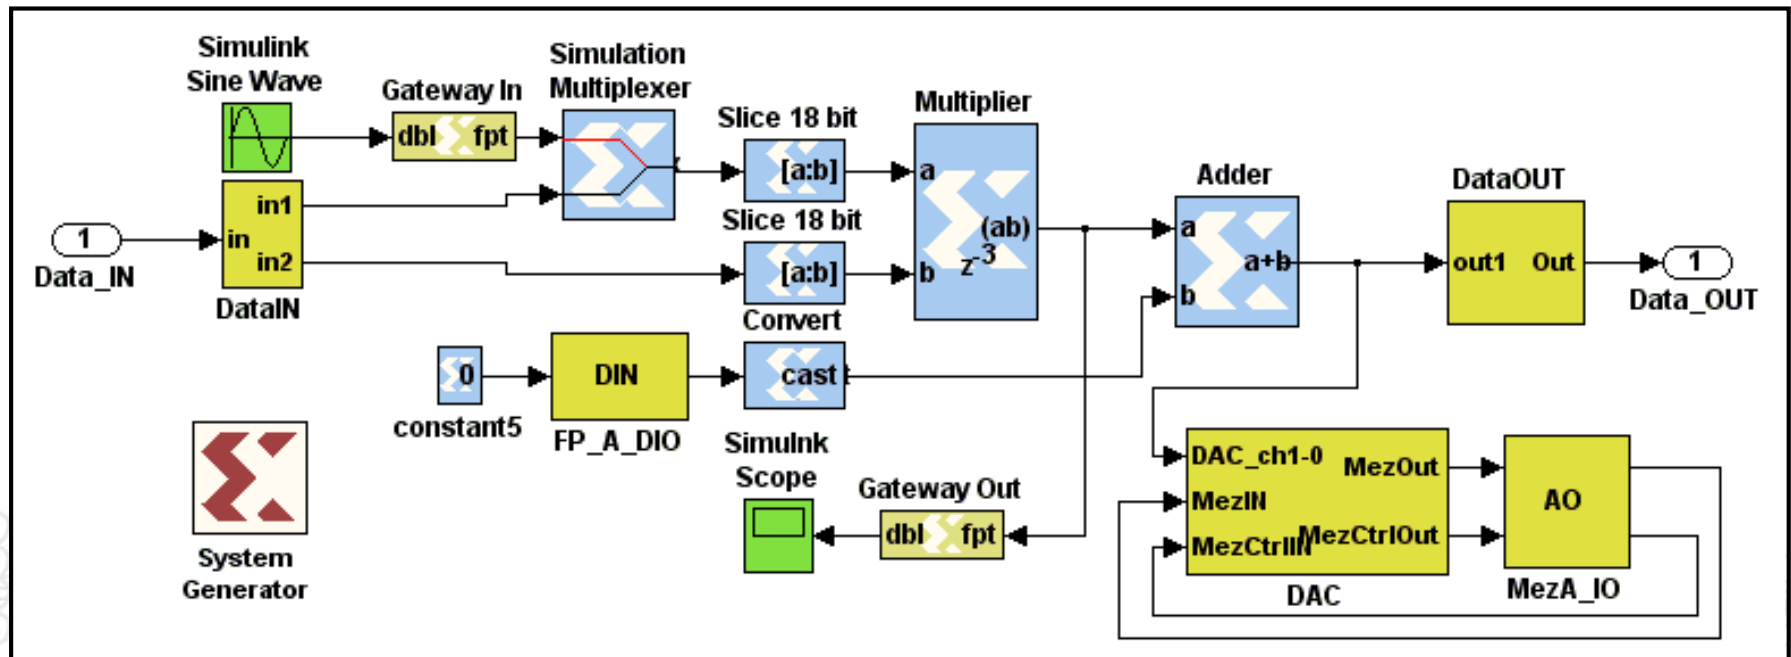 Simulink
Sine Wave
Gateway In
dbl fpt
Simulation
Multiplexer
Slice 18 bit
[a:b]
Multiplier
a
b
(ab)
z-3
Adder
a
b
a+b
DataOUT
out1 Out
1
Data_OUT
1
Data_IN
in
in1
in2
DataIN
Slice 18 bit
[a:b]
Convert
cast
0
constant5
DIN
FP_A_DIO
System
Generator
Simulnk
Scope
Gateway Out
dbl fpt
DAC_ch1-0
MezIN
MezCtrlIN
MezOut
MezCtrlOut
DAC
AO
MezA_IO